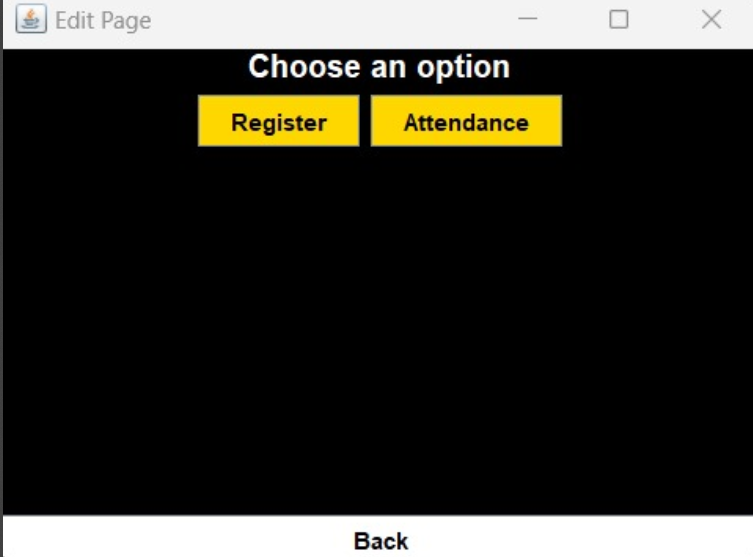 Edit Page
Choose an option
Register Attendance
Back